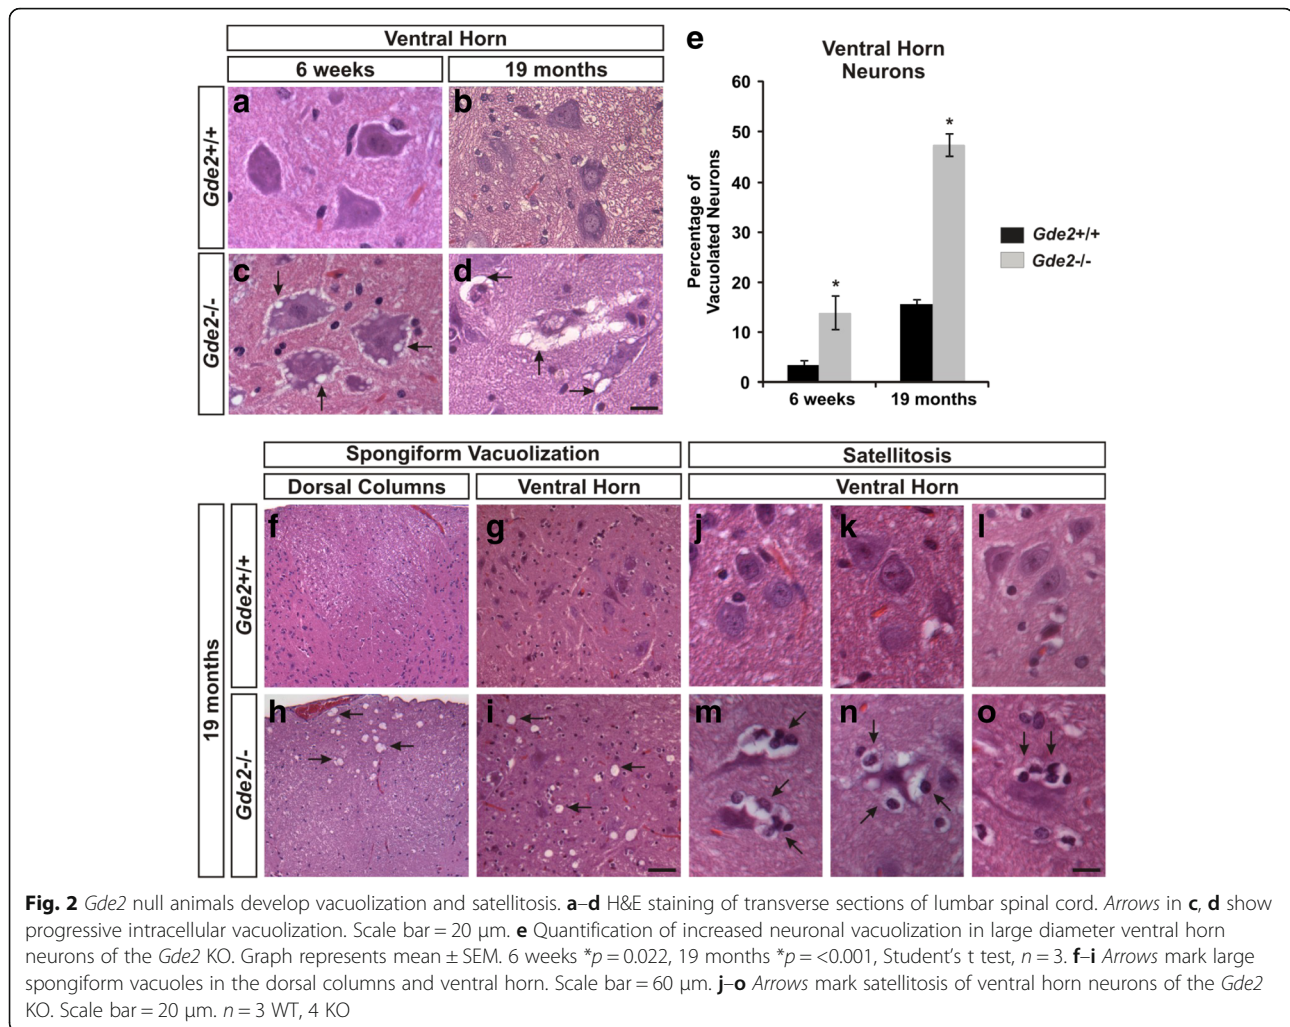 Ventral Horn
6 weeks
19 months
Gde2+/+
Gde2-/-
a
b
c
d
e
Ventral Horn
Neurons
Percentage of
Vacuolated Neurons
60
50
40
30
20
10
0
*
*
6 weeks
19 months
Gde2+/+
Gde2-/-
Spongiform Vacuolization
Satellitosis
Dorsal Columns
Ventral Horn
Ventral Horn
19 months
Gde2+/+
Gde2-/-
f
g
j
k
l
h
i
m
n
o
Fig. 2 Gde2 null animals develop vacuolization and satellitosis. a–d H&E staining of transverse sections of lumbar spinal cord. Arrows in c, d show
progressive intracellular vacuolization. Scale bar = 20 μm. e Quantification of increased neuronal vacuolization in large diameter ventral horn
neurons of the Gde2 KO. Graph represents mean ± SEM. 6 weeks *p = 0.022, 19 months *p = <0.001, Student's t test, n = 3. f–i Arrows mark large
spongiform vacuoles in the dorsal columns and ventral horn. Scale bar = 60 μm. j–o Arrows mark satellitosis of ventral horn neurons of the Gde2
KO. Scale bar = 20 μm. n = 3 WT, 4 KO